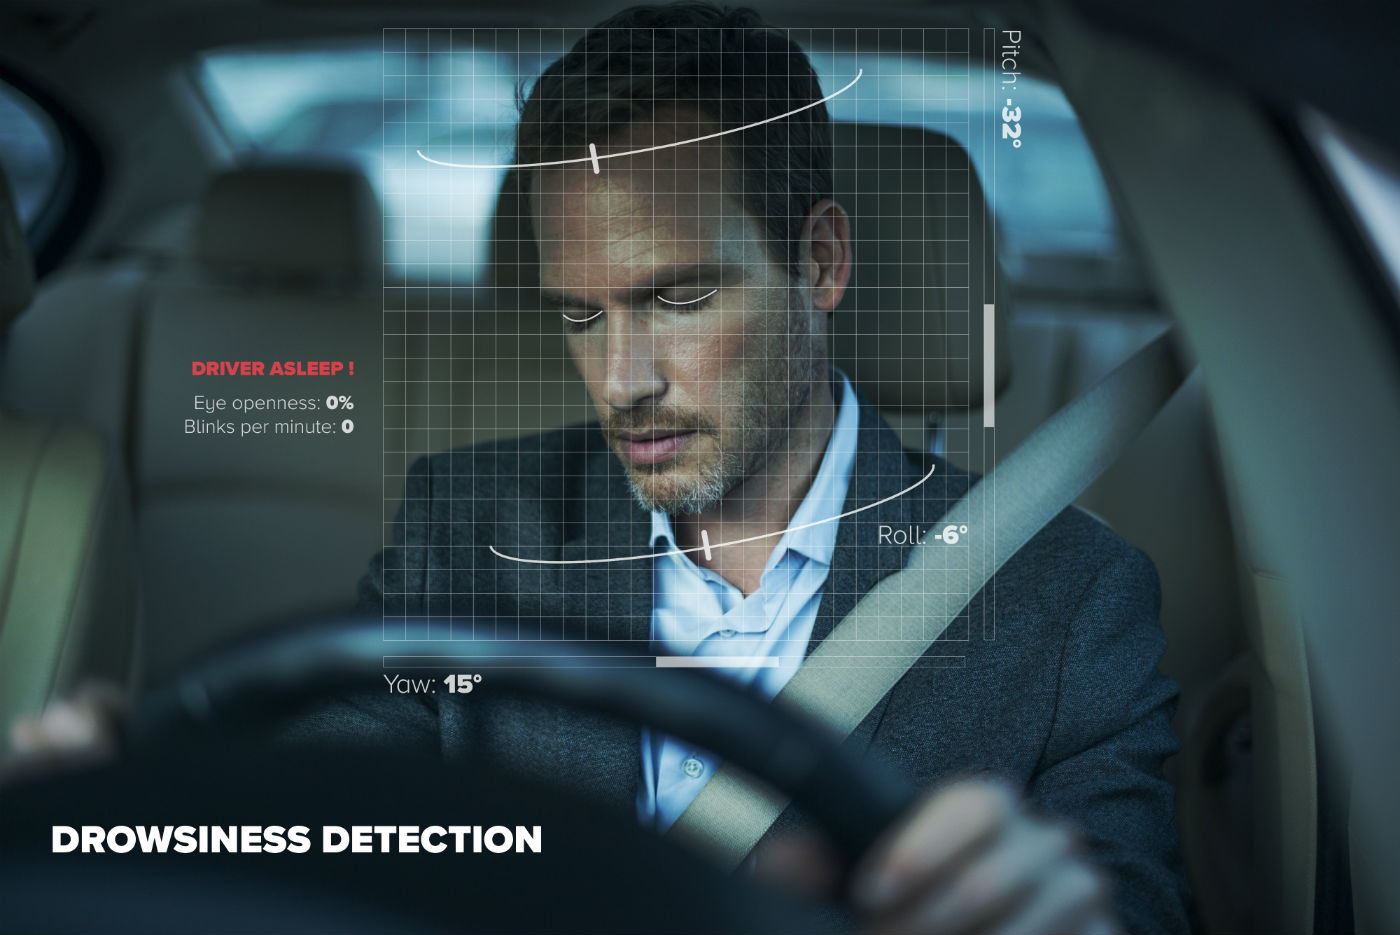 Pitch: -32°
DRIVER ASLEEP !
Eye openness: 0%
Blinks per minute: 0
Roll: -6°
Yaw: 15°
DROWSINESS DETECTION